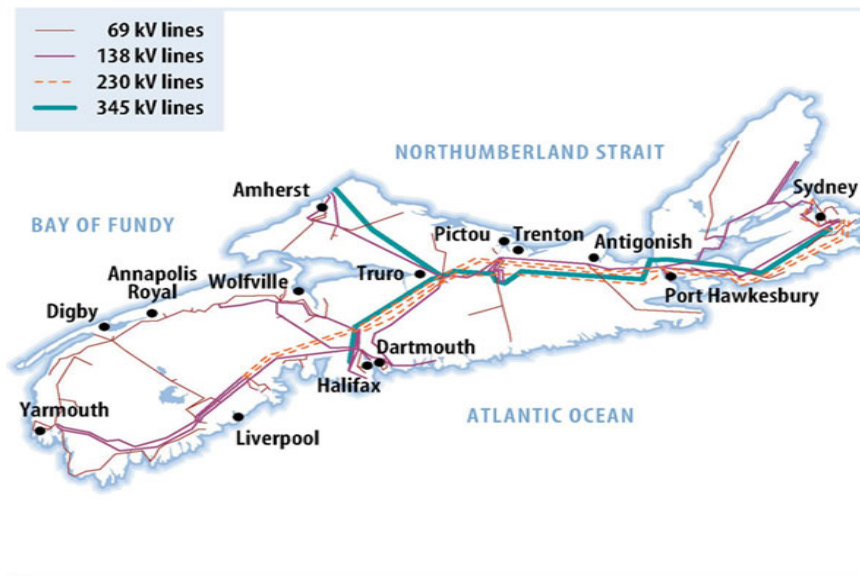 69 kV lines
138 kV lines
230 kV lines
345 kV lines
NORTHUMBERLAND STRAIT
Sydney
Amherst
BAY OF FUNDY
Pictou
Trenton
Antigonish
Annapolis
Royal
Wolfville
Truro
Port Hawkesbury
Digby
Dartmouth
Halifax
Yarmouth
ATLANTIC OCEAN
Liverpool